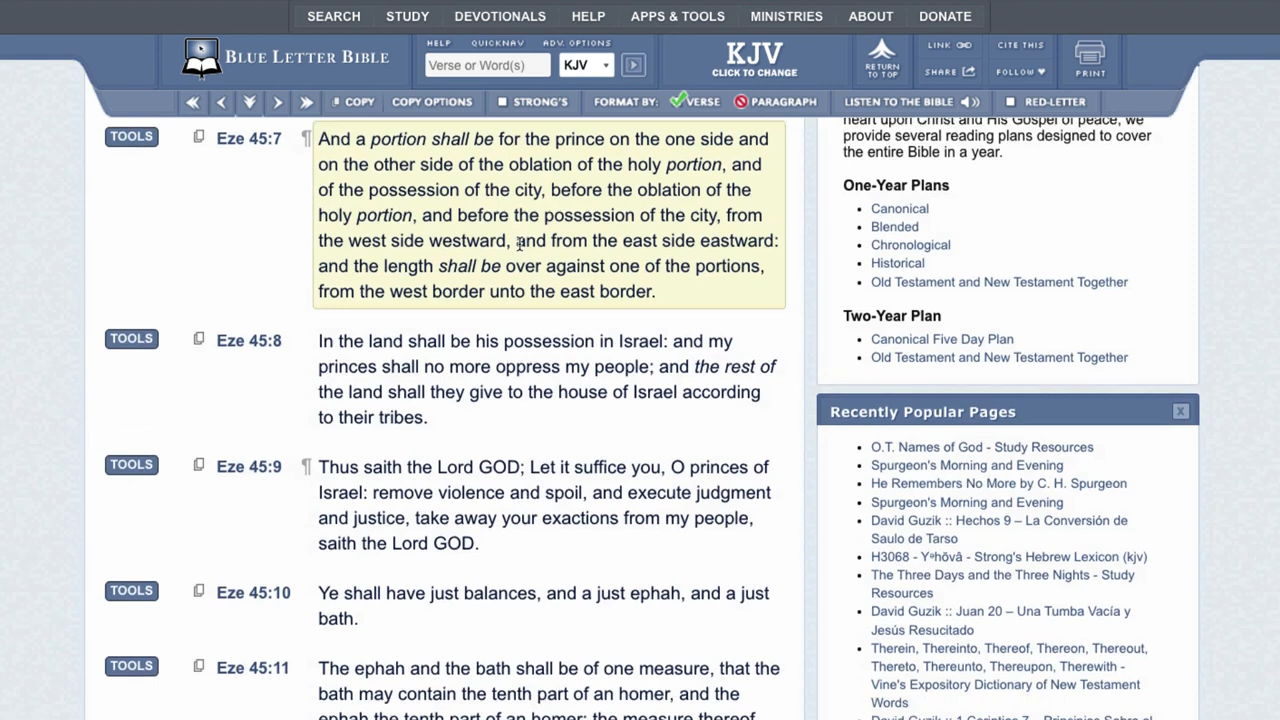 SEARCH STUDY DEVOTIONALS HELP APPS & TOOLS MINISTRIES ABOUT DONATE
BLUE LETTER BIBLE
HELP QUICKNAV ADV. OPTIONS
Verse or Word(s) KJV
KJV
CLICK TO CHANGE
RETURN
TO TOP
LINK CITE THIS
SHARE FOLLOW
PRINT
COPY COPY OPTIONS STRONG'S FORMAT BY: VERSE PARAGRAPH LISTEN TO THE BIBLE RED-LETTER
TOOLS Eze 45:7 ¶ And a portion shall be for the prince on the one side and
on the other side of the oblation of the holy portion, and
of the possession of the city, before the oblation of the
holy portion, and before the possession of the city, from
the west side westward, and from the east side eastward:
and the length shall be over against one of the portions,
from the west border unto the east border.
TOOLS Eze 45:8 In the land shall be his possession in Israel: and my
princes shall no more oppress my people; and the rest of
the land shall they give to the house of Israel according
to their tribes.
TOOLS Eze 45:9 ¶ Thus saith the Lord GOD; Let it suffice you, O princes of
Israel: remove violence and spoil, and execute judgment
and justice, take away your exactions from my people,
saith the Lord GOD.
TOOLS Eze 45:10 Ye shall have just balances, and a just ephah, and a just
bath.
TOOLS Eze 45:11 The ephah and the bath shall be of one measure, that the
bath may contain the tenth part of an homer, and the
ephah the tenth part of an homer: the measure thereof
heart upon Christ and His Gospel of peace, we
provide several reading plans designed to cover
the entire Bible in a year.
One-Year Plans
Canonical
Blended
Chronological
Historical
Old Testament and New Testament Together
Two-Year Plan
Canonical Five Day Plan
Old Testament and New Testament Together
Recently Popular Pages X
O.T. Names of God - Study Resources
Spurgeon's Morning and Evening
He Remembers No More by C. H. Spurgeon
Spurgeon's Morning and Evening
David Guzik :: Hechos 9 – La Conversión de
Saulo de Tarso
H3068 - Yᵊhōvâ - Strong's Hebrew Lexicon (kjv)
The Three Days and the Three Nights - Study
Resources
David Guzik :: Juan 20 – Una Tumba Vacía y
Jesús Resucitado
Therein, Thereinto, Thereof, Thereon, Thereout,
Thereto, Thereunto, Thereupon, Therewith -
Vine's Expository Dictionary of New Testament
Words
David Guzik :: 1 Corintios 7 – Principios Sobre el